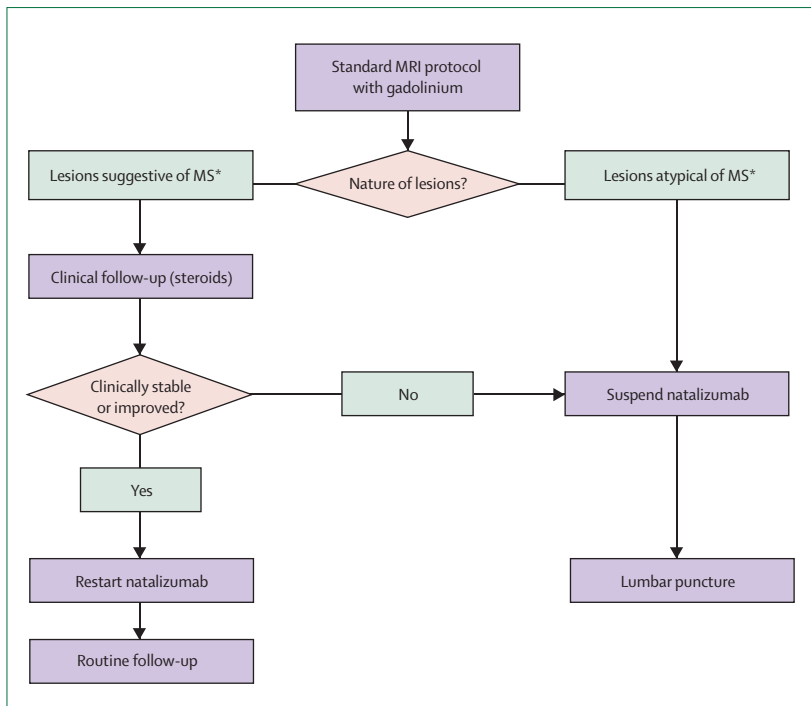 Standard MRI protocol
with gadolinium
Lesions suggestive of MS*
Nature of lesions?
Lesions atypical of MS*
Clinical follow-up (steroids)
Clinically stable
or improved?
No
Suspend natalizumab
Yes
Restart natalizumab
Lumbar puncture
Routine follow-up